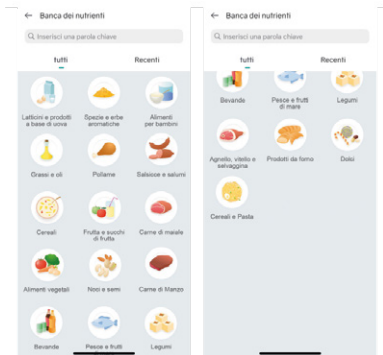 ← Banca dei nutrienti
Inserisci una parola chiave
tutti Recenti
Latticini e prodotti
a base di uova
Spezie e erbe
aromatiche
Alimenti
per bambini
Grassi e oli
Pollame
Salsicce e salumi
Cereali
Frutta e succhi
di frutta
Carne di maiale
Alimenti vegetali
Noci e semi
Carne di Manzo
Bevande
Pesce e frutti
Legumi
← Banca dei nutrienti
Inserisci una parola chiave
tutti Recenti
Bevande
Pesce e frutti
di mare
Legumi
Agnello, vitello e
selvaggina
Prodotti da forno
Dolci
Cereali e Pasta